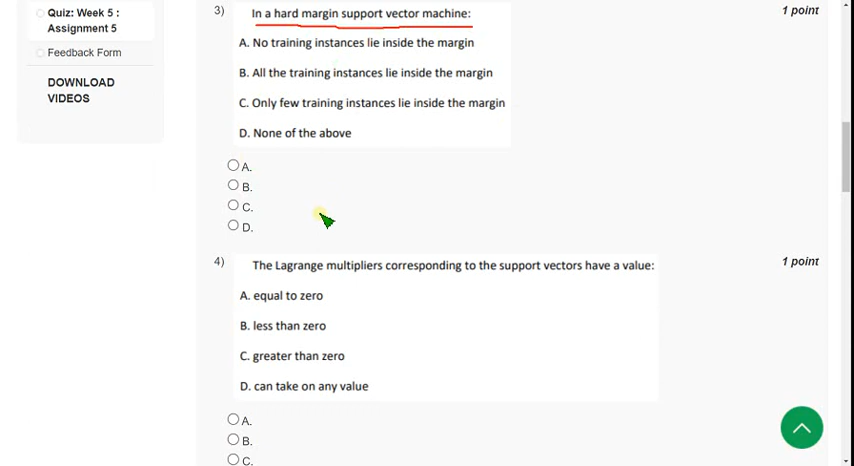 Quiz: Week 5 :
Assignment 5
Feedback Form
DOWNLOAD
VIDEOS
3) In a hard margin support vector machine: 1 point
A. No training instances lie inside the margin
B. All the training instances lie inside the margin
C. Only few training instances lie inside the margin
D. None of the above
A.
B.
C.
D.
4) The Lagrange multipliers corresponding to the support vectors have a value: 1 point
A. equal to zero
B. less than zero
C. greater than zero
D. can take on any value
A.
B.
C.